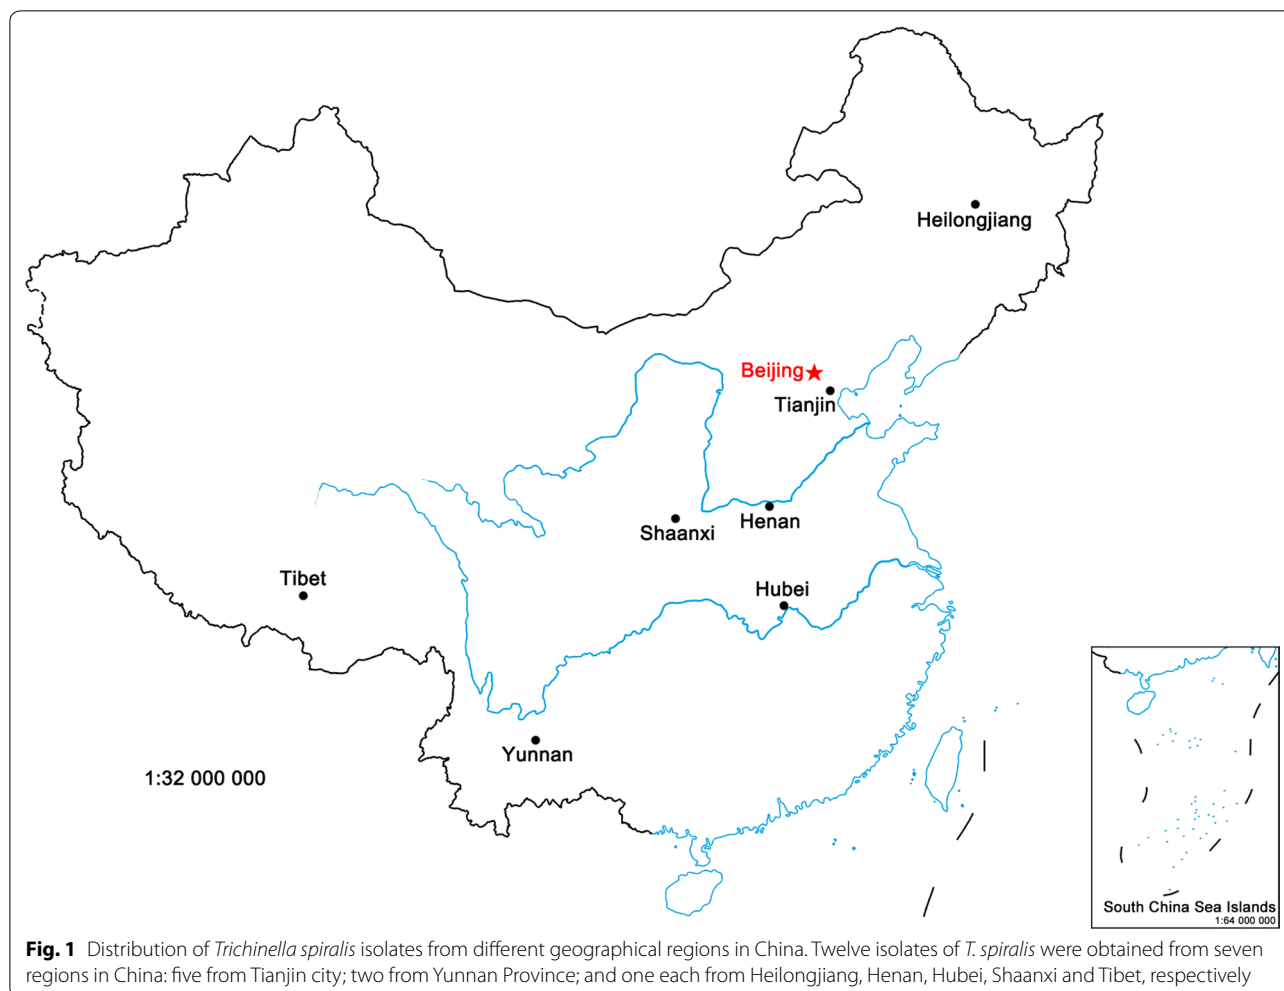 Heilongjiang
Beijing
Tianjin
Shaanxi
Henan
Tibet
Hubei
Yunnan
1:32 000 000
South China Sea Islands
1:64 000 000
Fig. 1 Distribution of Trichinella spiralis isolates from different geographical regions in China. Twelve isolates of T. spiralis were obtained from seven
regions in China: five from Tianjin city; two from Yunnan Province; and one each from Heilongjiang, Henan, Hubei, Shaanxi and Tibet, respectively